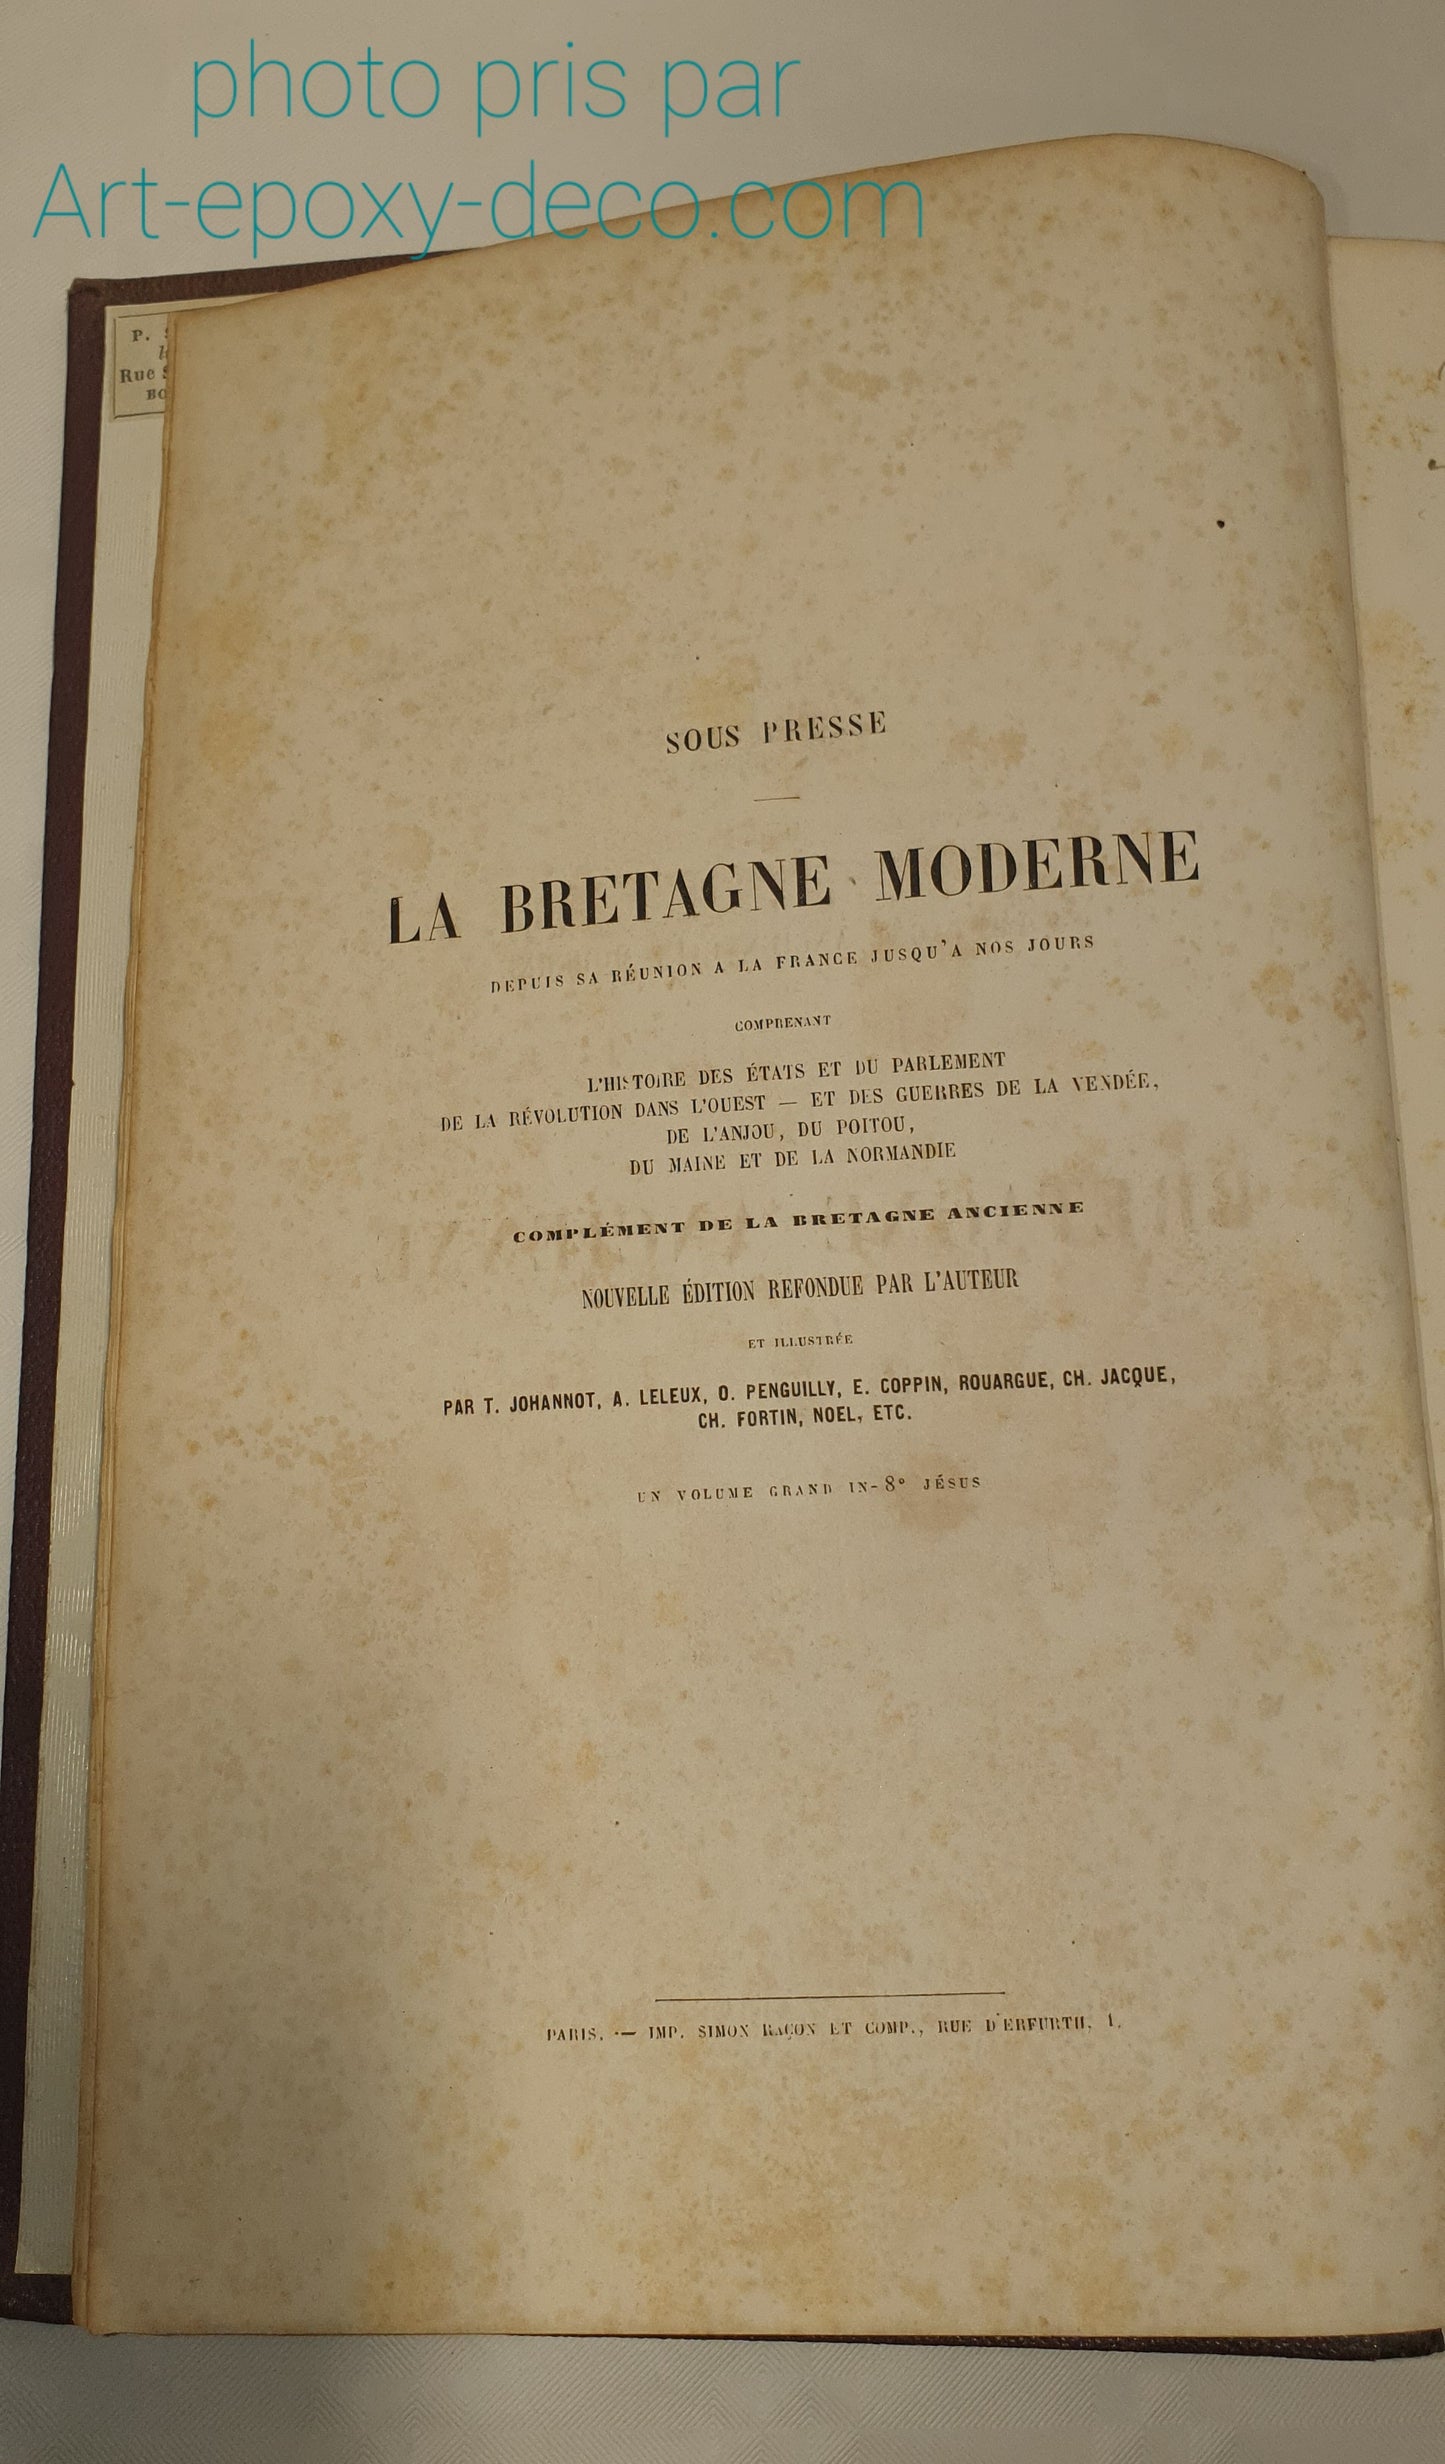 photo pris par
Art-epoxy-deco.com
P.
Rue
SOUS PRESSE
LA BRETAGNE MODERNE
DEPUIS SA RÉUNION A LA FRANCE JUSQU'A NOS JOURS
COMPRENANT
L'HISTOIRE DES ÉTATS ET DU PARLEMENT
DE LA RÉVOLUTION DANS L'OUEST — ET DES GUERRES DE LA VENDÉE,
DE L'ANJOU, DU POITOU,
DU MAINE ET DE LA NORMANDIE
COMPLÉMENT DE LA BRETAGNE ANCIENNE
NOUVELLE ÉDITION REFONDUE PAR L'AUTEUR
ET ILLUSTRÉE
PAR T. JOHANNOT, A. LELEUX, O. PENGUILLY, E. COPPIN, ROUARGUE, CH. JACQUE,
CH. FORTIN, NOEL, ETC.
UN VOLUME GRAND IN-8° JÉSUS
PARIS. — IMP. SIMON RAÇON ET COMP., RUE D'ERFURTH, 1.